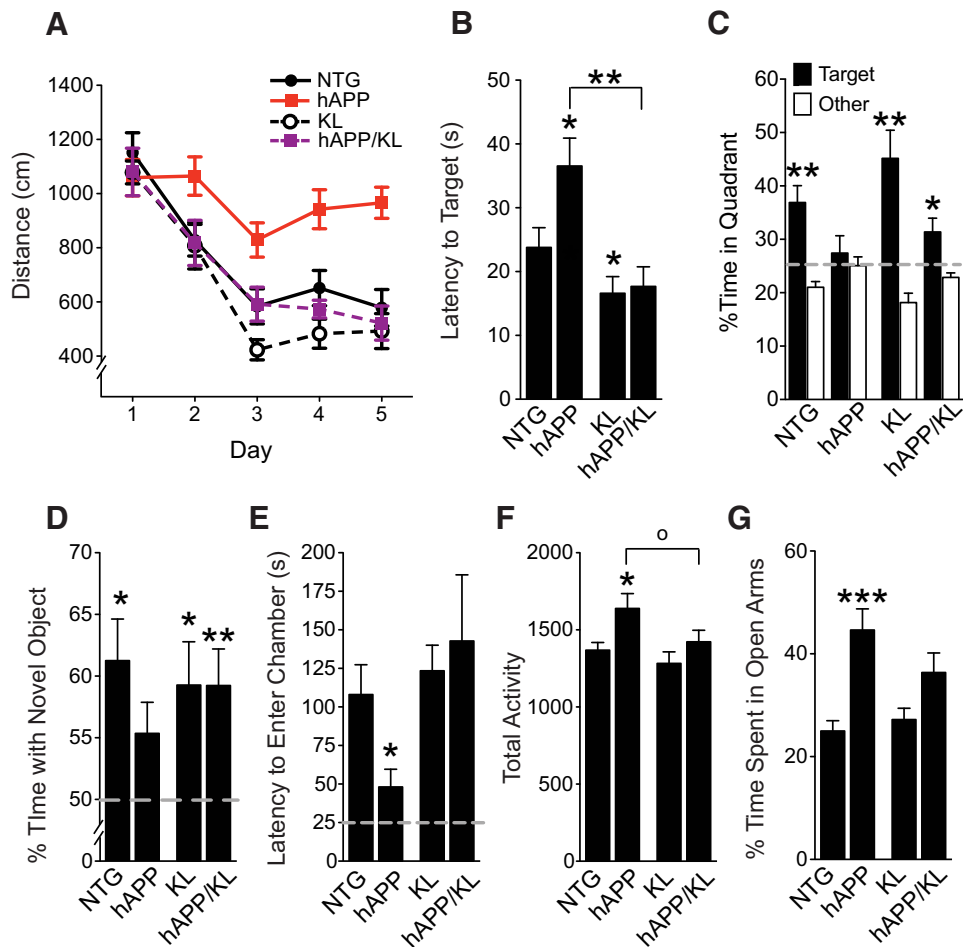 A
Distance (cm)
1400
1200
1000
800
600
400
1 2 3 4 5
Day
NTG
hAPP
KL
hAPP/KL
B
Latency to Target (s)
50
40
30
20
10
0
*
**
*
NTG
hAPP
KL
hAPP/KL
C
%Time in Quadrant
60
50
40
30
20
10
0
Target
Other
**
**
*
NTG
hAPP
KL
hAPP/KL
D
% TIme with Novel Object
70
65
60
55
50
0
*
*
**
NTG
hAPP
KL
hAPP/KL
E
Latency to Enter Chamber (s)
200
175
150
125
100
75
50
25
0
*
NTG
hAPP
KL
hAPP/KL
F
Total Activity
2000
1500
1000
500
0
*
o
NTG
hAPP
KL
hAPP/KL
G
% Time Spent in Open Arms
60
40
20
0
***
NTG
hAPP
KL
hAPP/KL